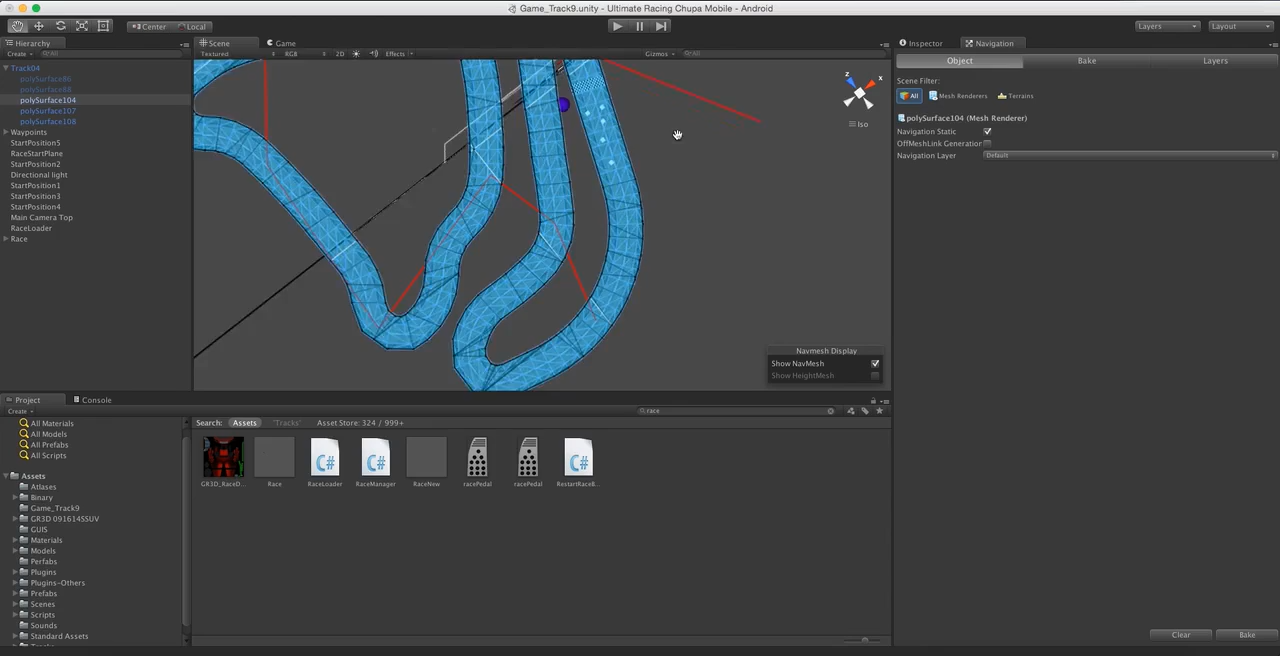 Game_Track9.unity - Ultimate Racing Chupa Mobile - Android
Center Local Layers Layout
Hierarchy Scene Game Inspector Navigation
Create All Textured RGB 2D Effects Gizmos All
Object Bake Layers
Track04
polySurface86
polySurface88
polySurface104
polySurface107
polySurface108
Waypoints
StartPosition5
RaceStartPlane
StartPosition2
Directional light
StartPosition1
StartPosition3
StartPosition4
Main Camera Top
RaceLoader
Race
z x
Iso
Navmesh Display
Show NavMesh
Show HeightMesh
Scene Filter:
All Mesh Renderers Terrains
polySurface104 (Mesh Renderer)
Navigation Static
OffMeshLink Generation
Navigation Layer Default
Project Console
Create race
All Materials
All Models
All Prefabs
All Scripts
Assets
Atlases
Binary
Game_Track9
GR3D 091614SSUV
GUIS
Materials
Models
Perfabs
Plugins
Plugins-Others
Prefabs
Scenes
Scripts
Sounds
Standard Assets
Search: Assets 'Tracks' Asset Store: 324 / 999+
C# C# C#
GR3D_RaceD... Race RaceLoader RaceManager RaceNew racePedal racePedal RestartRaceB...
Clear Bake